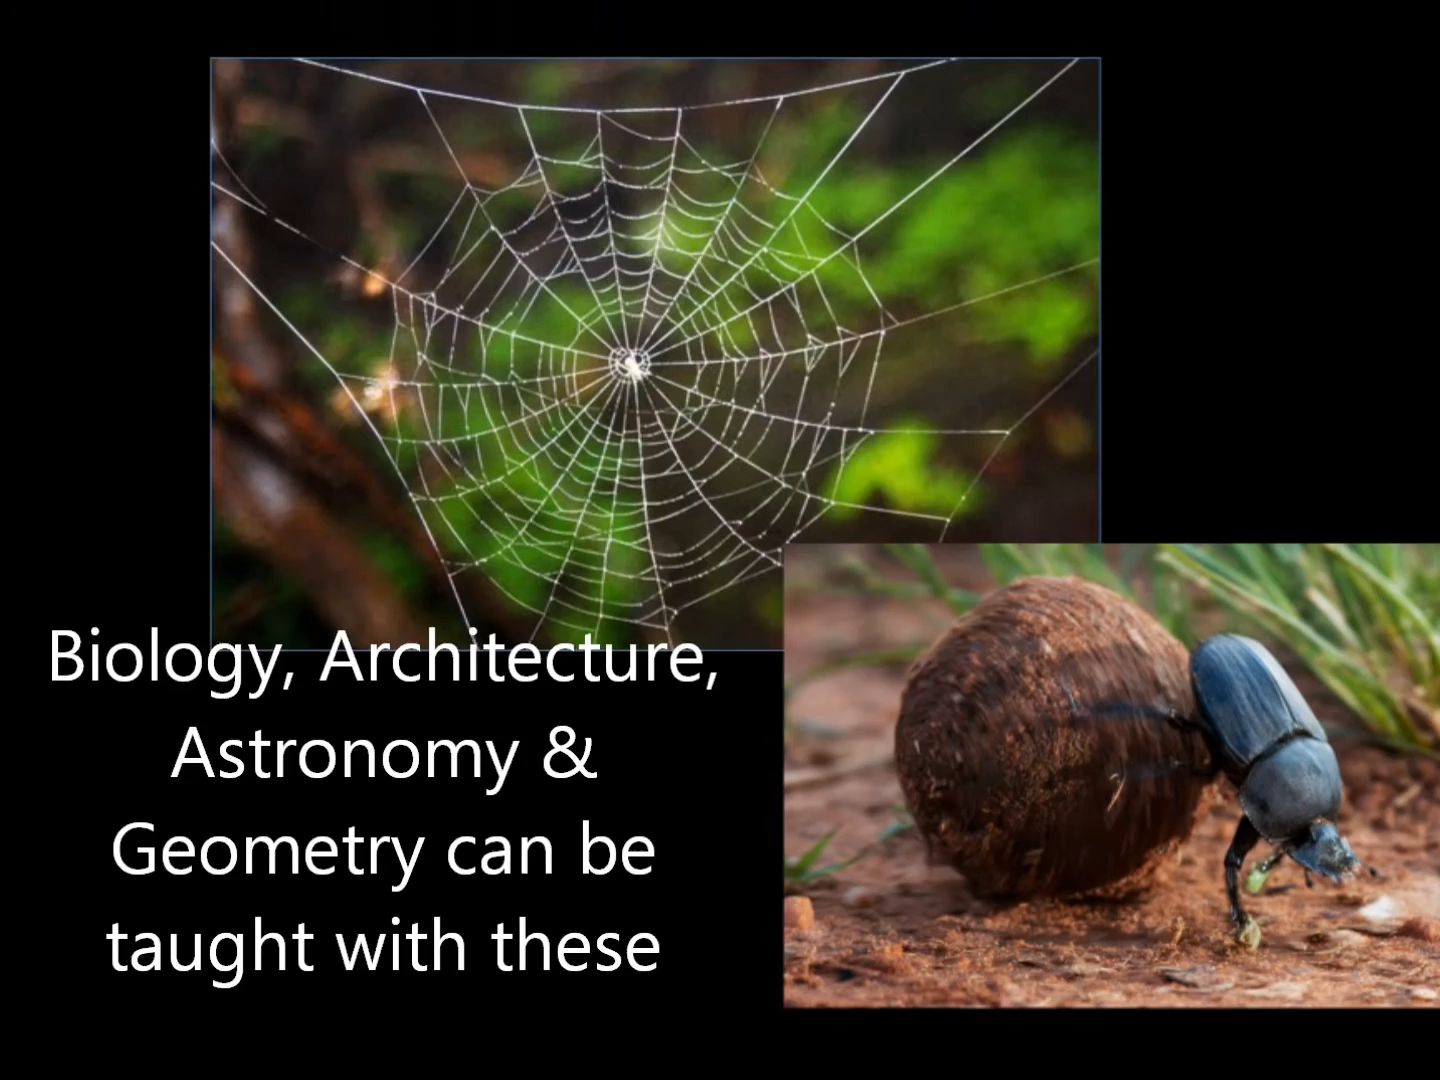 Biology, Architecture,
Astronomy &
Geometry can be
taught with these